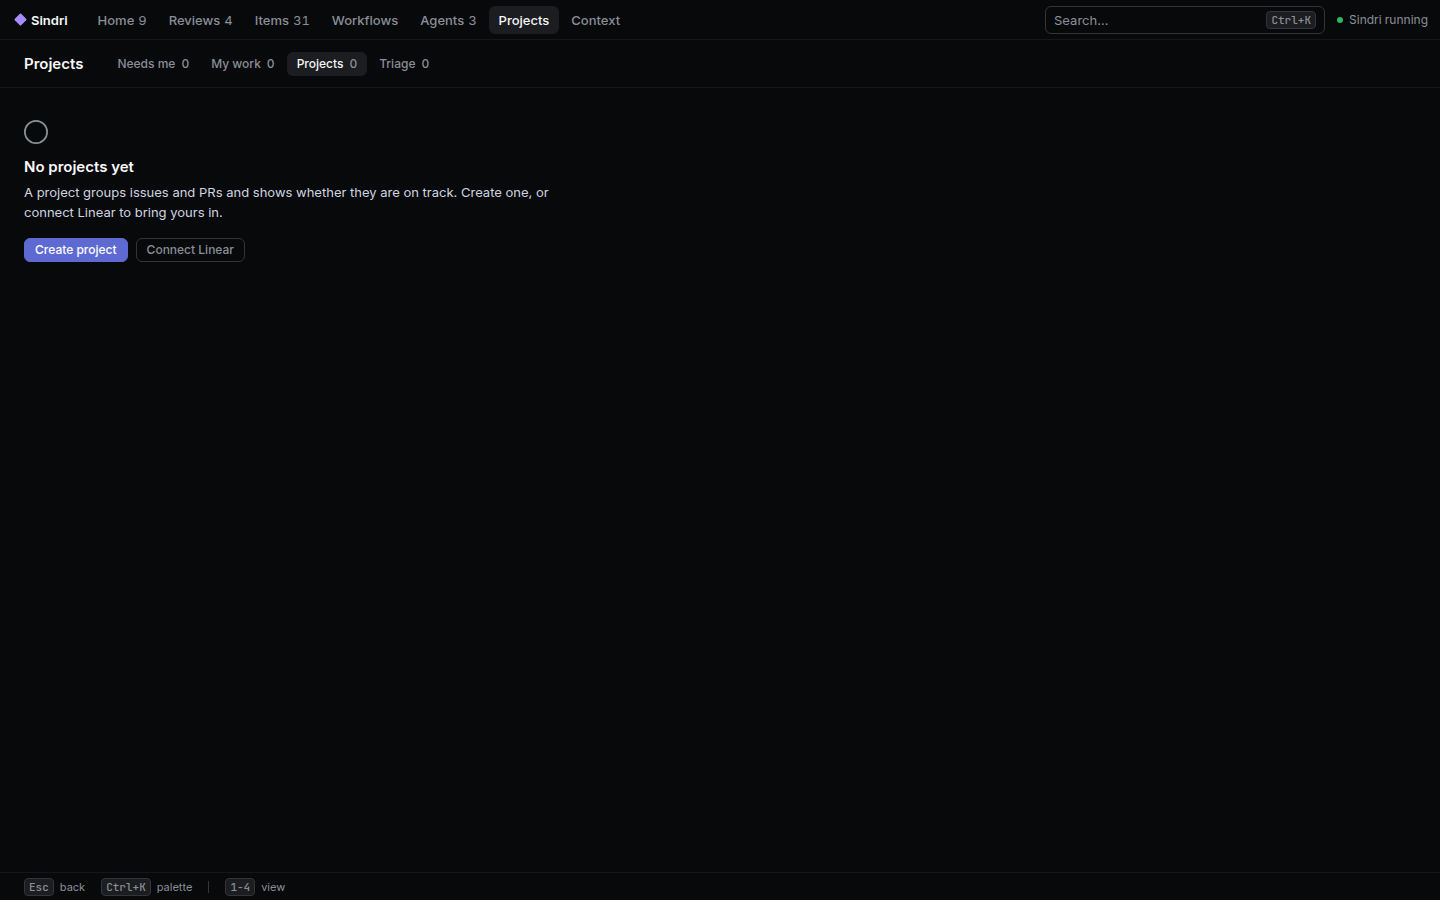 Sindri Home 9 Reviews 4 Items 31 Workflows Agents 3 Projects Context Search... Ctrl+K Sindri running
Projects Needs me 0 My work 0 Projects 0 Triage 0
No projects yet
A project groups issues and PRs and shows whether they are on track. Create one, or
connect Linear to bring yours in.
Create project Connect Linear
Esc back Ctrl+K palette 1-4 view